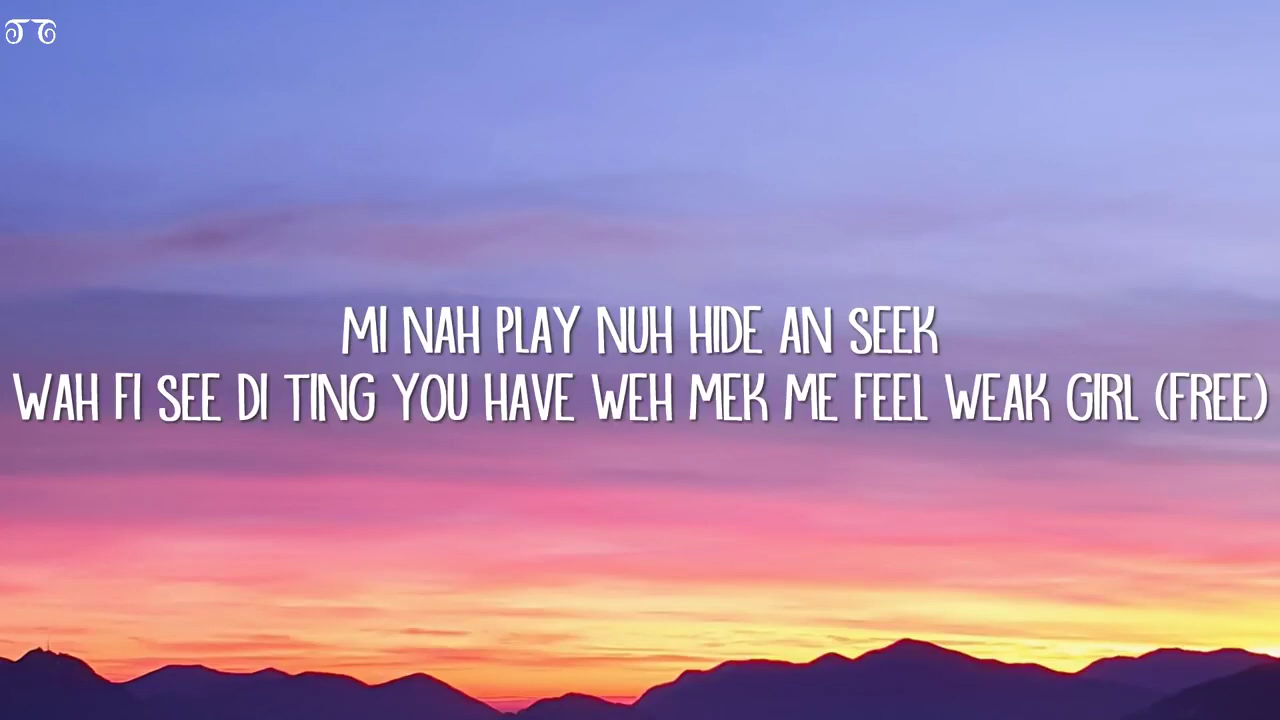 MI NAH PLAY NUH HIDE AN SEEK
WAH FI SEE DI TING YOU HAVE WEH MEK ME FEEL WEAK GIRL (FREE)